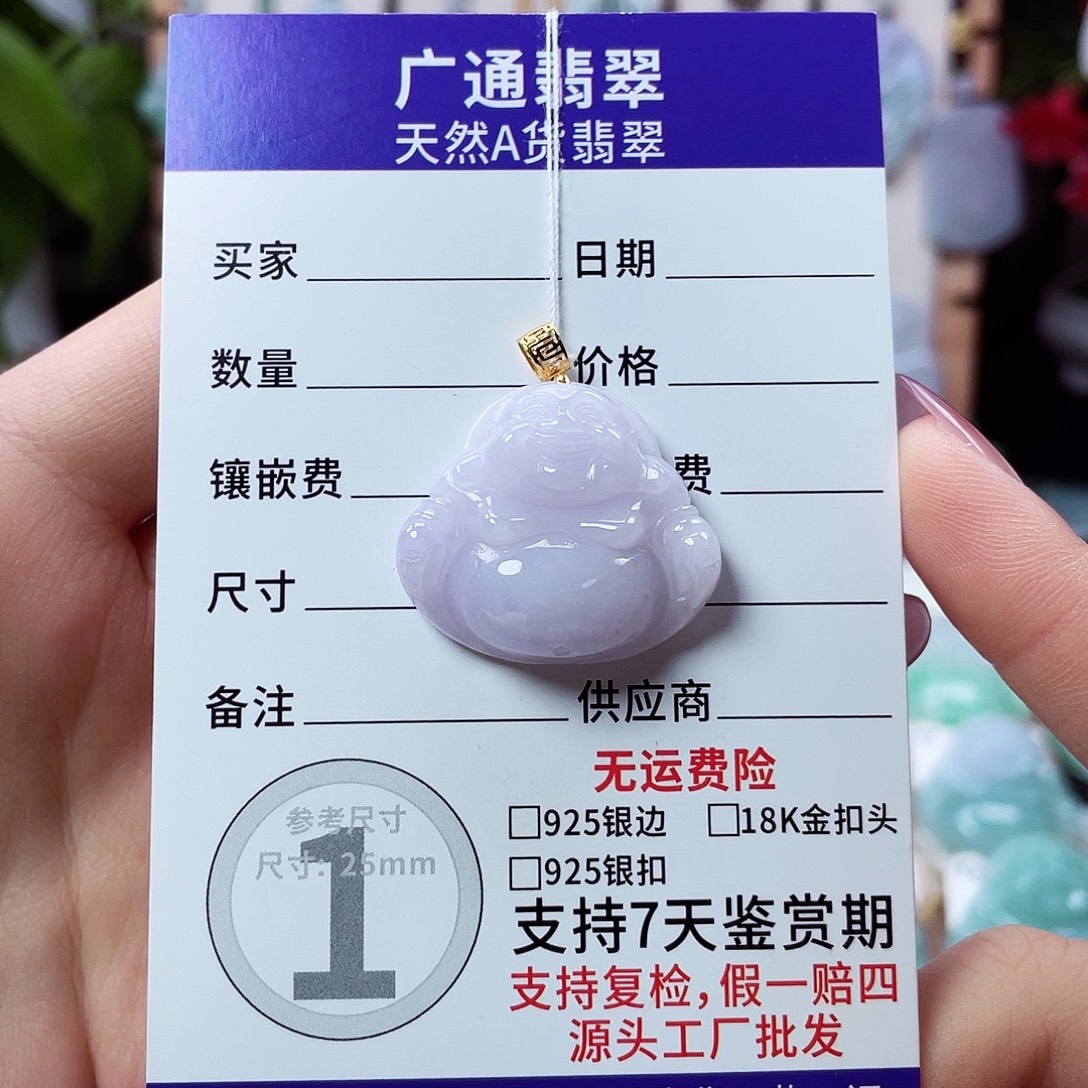 广通翡翠
天然A货翡翠
买家 日期
数量 价格
镶嵌费 费
尺寸
备注 供应商
参考尺寸
尺寸: 25mm
1
无运费险
□925银边 □18K金扣头
□925银扣
支持7天鉴赏期
支持复检,假一赔四
源头工厂批发